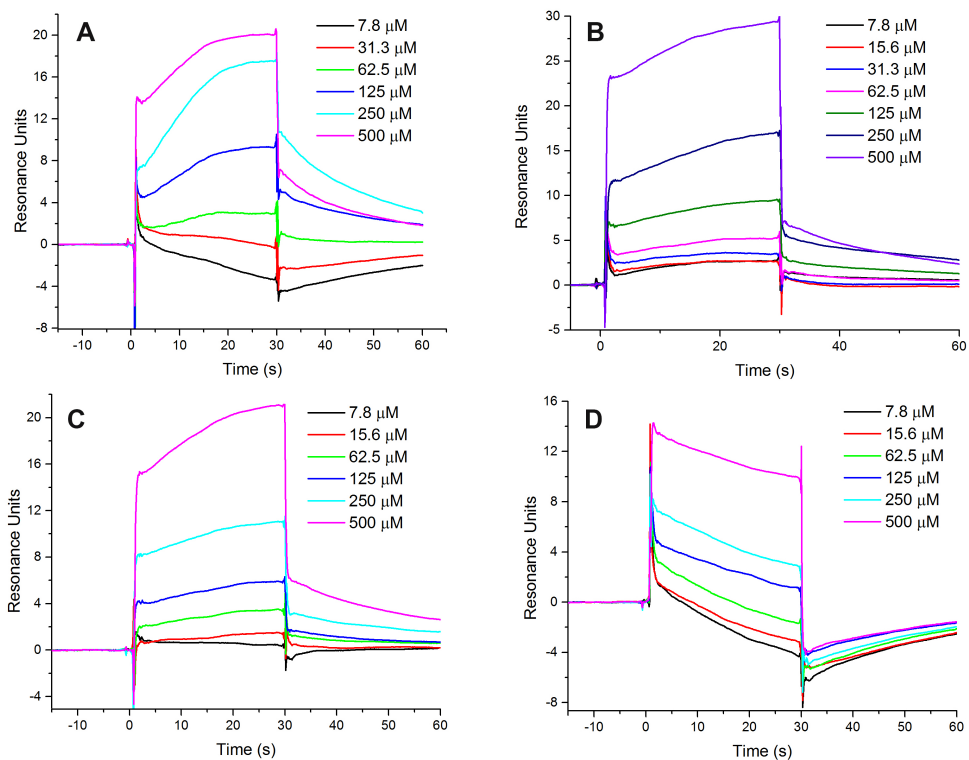 A
7.8 μM
31.3 μM
62.5 μM
125 μM
250 μM
500 μM
20
16
12
8
4
0
-4
-8
Resonance Units
-10 0 10 20 30 40 50 60
Time (s)
B
7.8 μM
15.6 μM
31.3 μM
62.5 μM
125 μM
250 μM
500 μM
30
25
20
15
10
5
0
-5
Resonance Units
0 20 40 60
Time (s)
C
7.8 μM
15.6 μM
62.5 μM
125 μM
250 μM
500 μM
20
16
12
8
4
0
-4
Resonance Units
-10 0 10 20 30 40 50 60
Time (s)
D
7.8 μM
15.6 μM
62.5 μM
125 μM
250 μM
500 μM
16
12
8
4
0
-4
-8
Resonance Units
-10 0 10 20 30 40 50 60
Time (s)